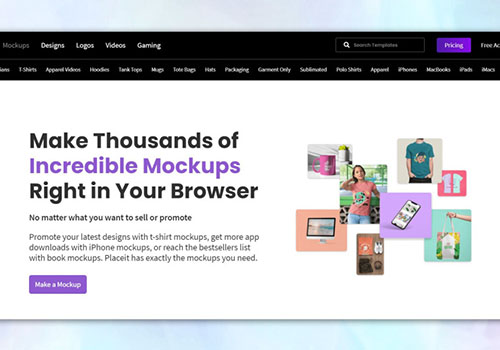 Mockups Designs Logos Videos Gaming Search Templates Pricing Free Ac
ians T-Shirts Apparel Videos Hoodies Tank Tops Mugs Tote Bags Hats Packaging Garment Only Sublimated Polo Shirts Apparel iPhones MacBooks iPads iMacs
Make Thousands of
Incredible Mockups
Right in Your Browser
No matter what you want to sell or promote
Promote your latest designs with t-shirt mockups, get more app
downloads with iPhone mockups, or reach the bestsellers list
with book mockups. Placeit has exactly the mockups you need.
Make a Mockup